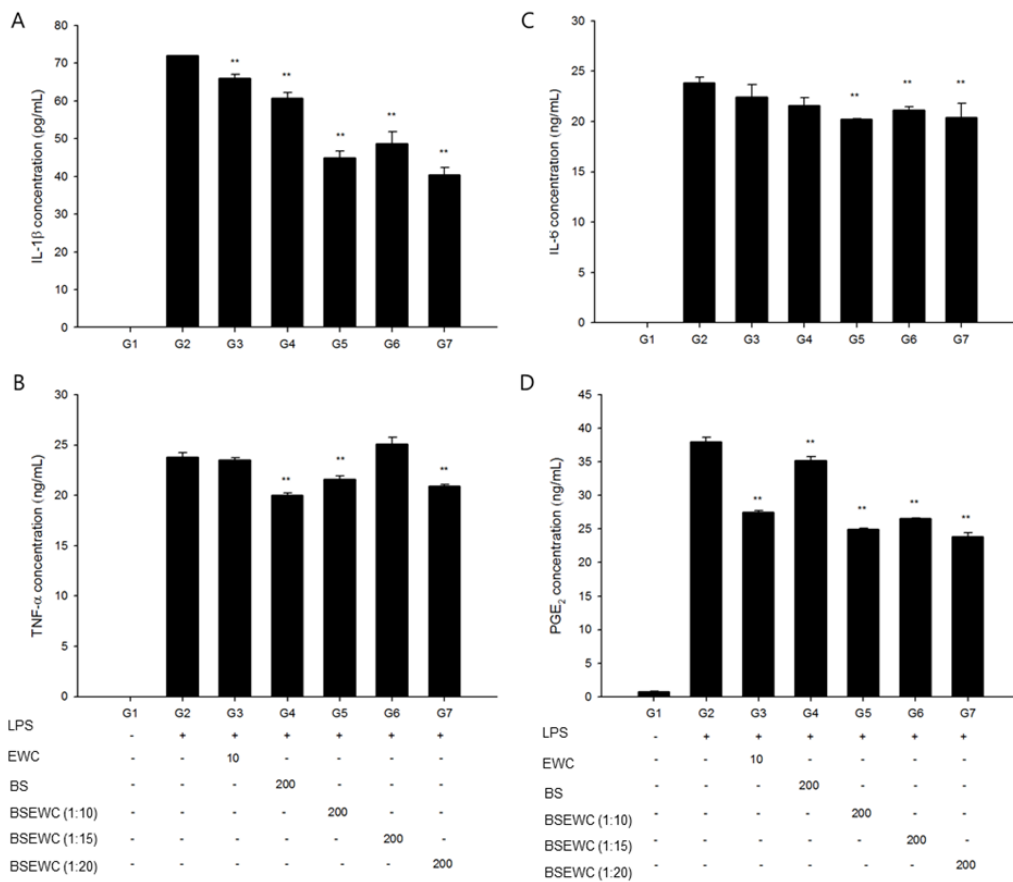 A
IL-1β concentration (pg/mL)
80
70
60
50
40
30
20
10
0
** ** ** ** **
G1 G2 G3 G4 G5 G6 G7
C
IL-6 concentration (ng/mL)
30
25
20
15
10
5
0
** ** **
G1 G2 G3 G4 G5 G6 G7
B
TNF-α concentration (ng/mL)
30
25
20
15
10
5
0
** ** **
G1 G2 G3 G4 G5 G6 G7
LPS - + + + + + +
EWC - - 10 - - - -
BS - - - 200 - - -
BSEWC (1:10) - - - - 200 - -
BSEWC (1:15) - - - - - 200 -
BSEWC (1:20) - - - - - - 200
D
PGE2 concentration (ng/mL)
45
40
35
30
25
20
15
10
5
0
** ** ** ** **
G1 G2 G3 G4 G5 G6 G7
LPS - + + + + + +
EWC - - 10 - - - -
BS - - - 200 - - -
BSEWC (1:10) - - - - 200 - -
BSEWC (1:15) - - - - - 200 -
BSEWC (1:20) - - - - - - 200